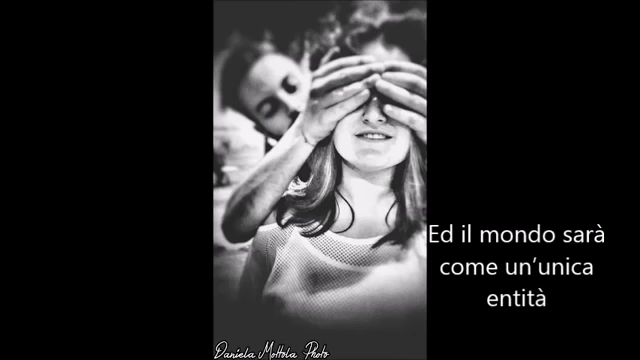 Ed il mondo sarà
come un’unica
entità
Daniela Mottola Photo